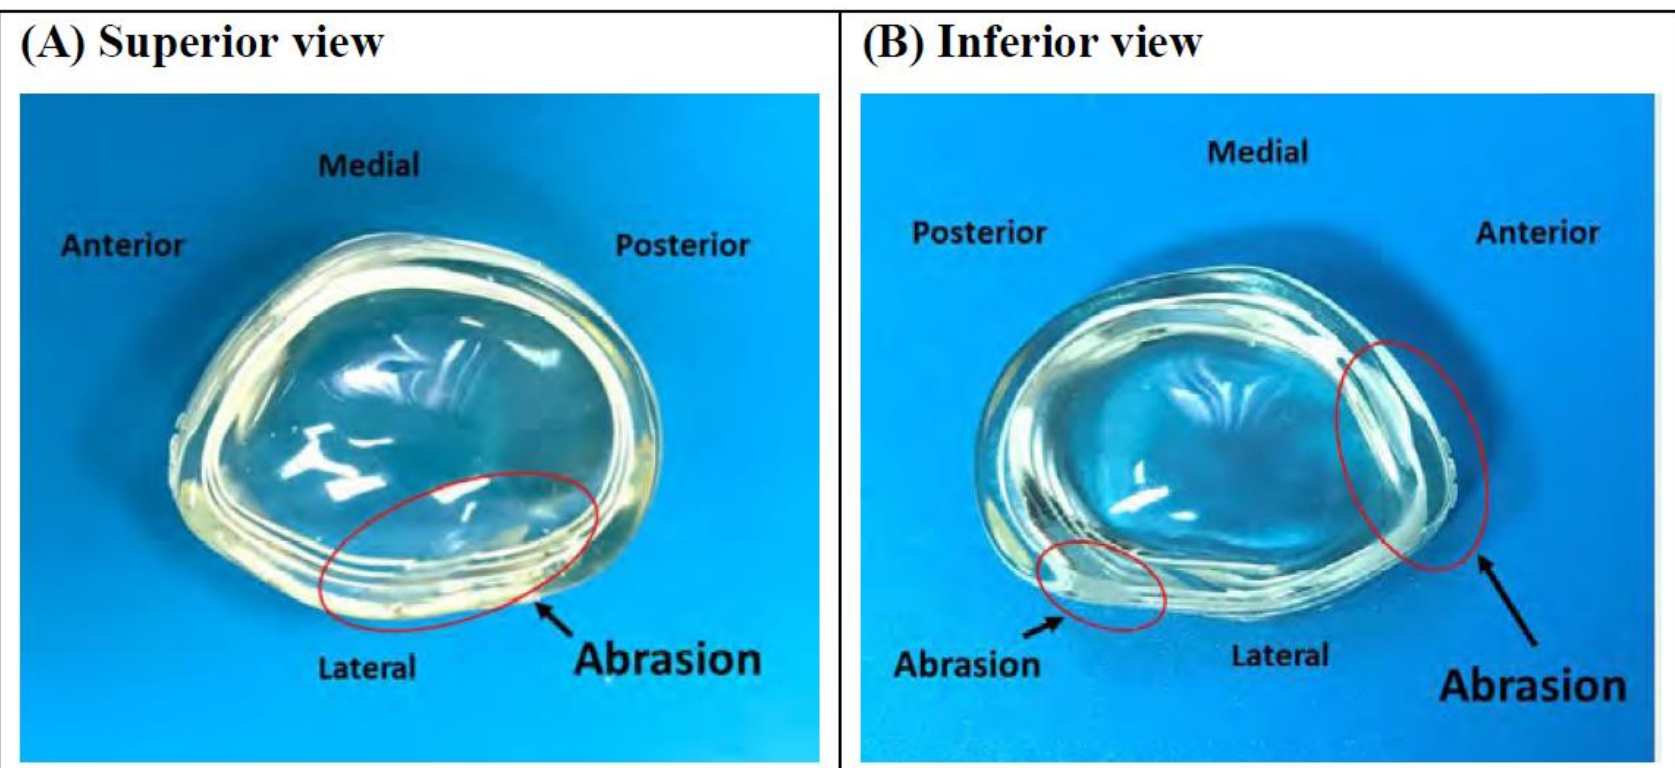 (A) Superior view
Medial
Anterior
Posterior
Lateral
Abrasion
(B) Inferior view
Medial
Posterior
Anterior
Abrasion
Lateral
Abrasion